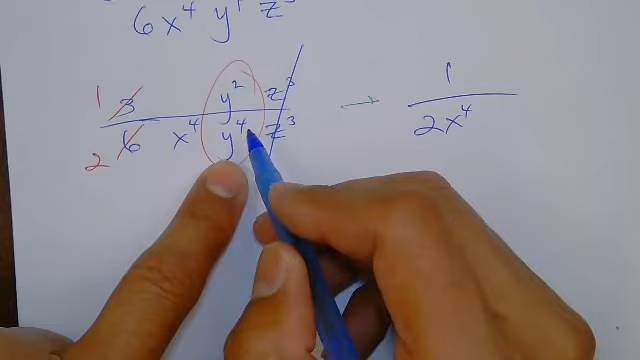 6x⁴ y⁴ z³
1 3 y² z³ 1
2 6 x⁴ y⁴ z³ → 2x⁴